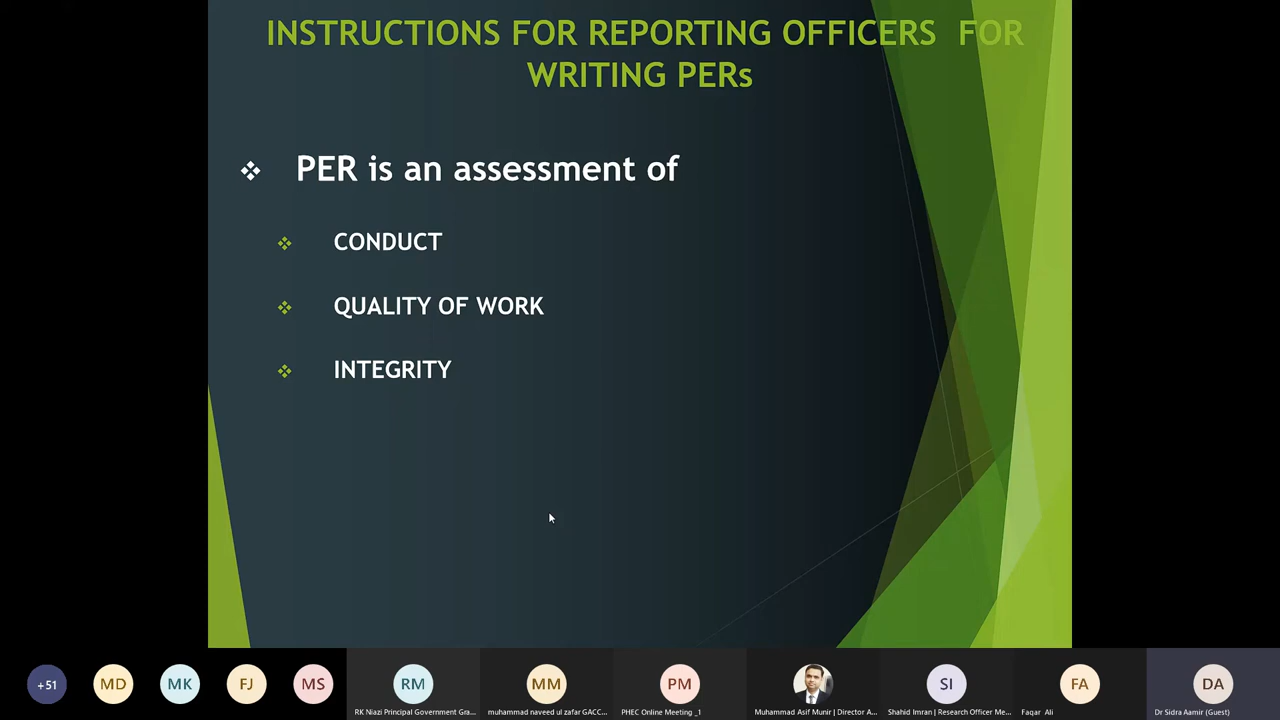 INSTRUCTIONS FOR REPORTING OFFICERS FOR
WRITING PERs
PER is an assessment of
CONDUCT
QUALITY OF WORK
INTEGRITY
+51
MD
MK
FJ
MS
RM
MM
PM
SI
FA
DA
RK Niazi Principal Government Gra...
muhammad naveed ul zafar GACC...
PHEC Online Meeting _1
Muhammad Asif Munir | Director A...
Shahid Imran | Research Officer Me...
Faqar Ali
Dr Sidra Aamir (Guest)